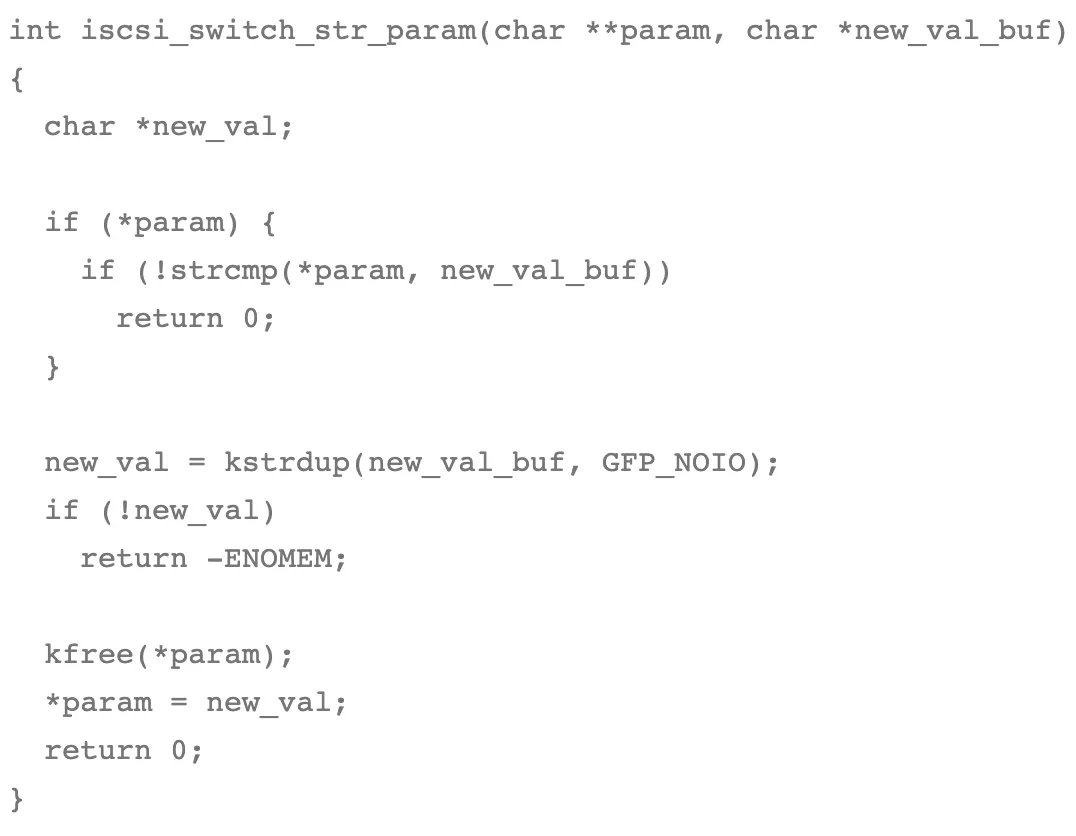 int iscsi_switch_str_param(char **param, char *new_val_buf)
{
  char *new_val;

  if (*param) {
    if (!strcmp(*param, new_val_buf))
      return 0;
  }

  new_val = kstrdup(new_val_buf, GFP_NOIO);
  if (!new_val)
    return -ENOMEM;

  kfree(*param);
  *param = new_val;
  return 0;
}